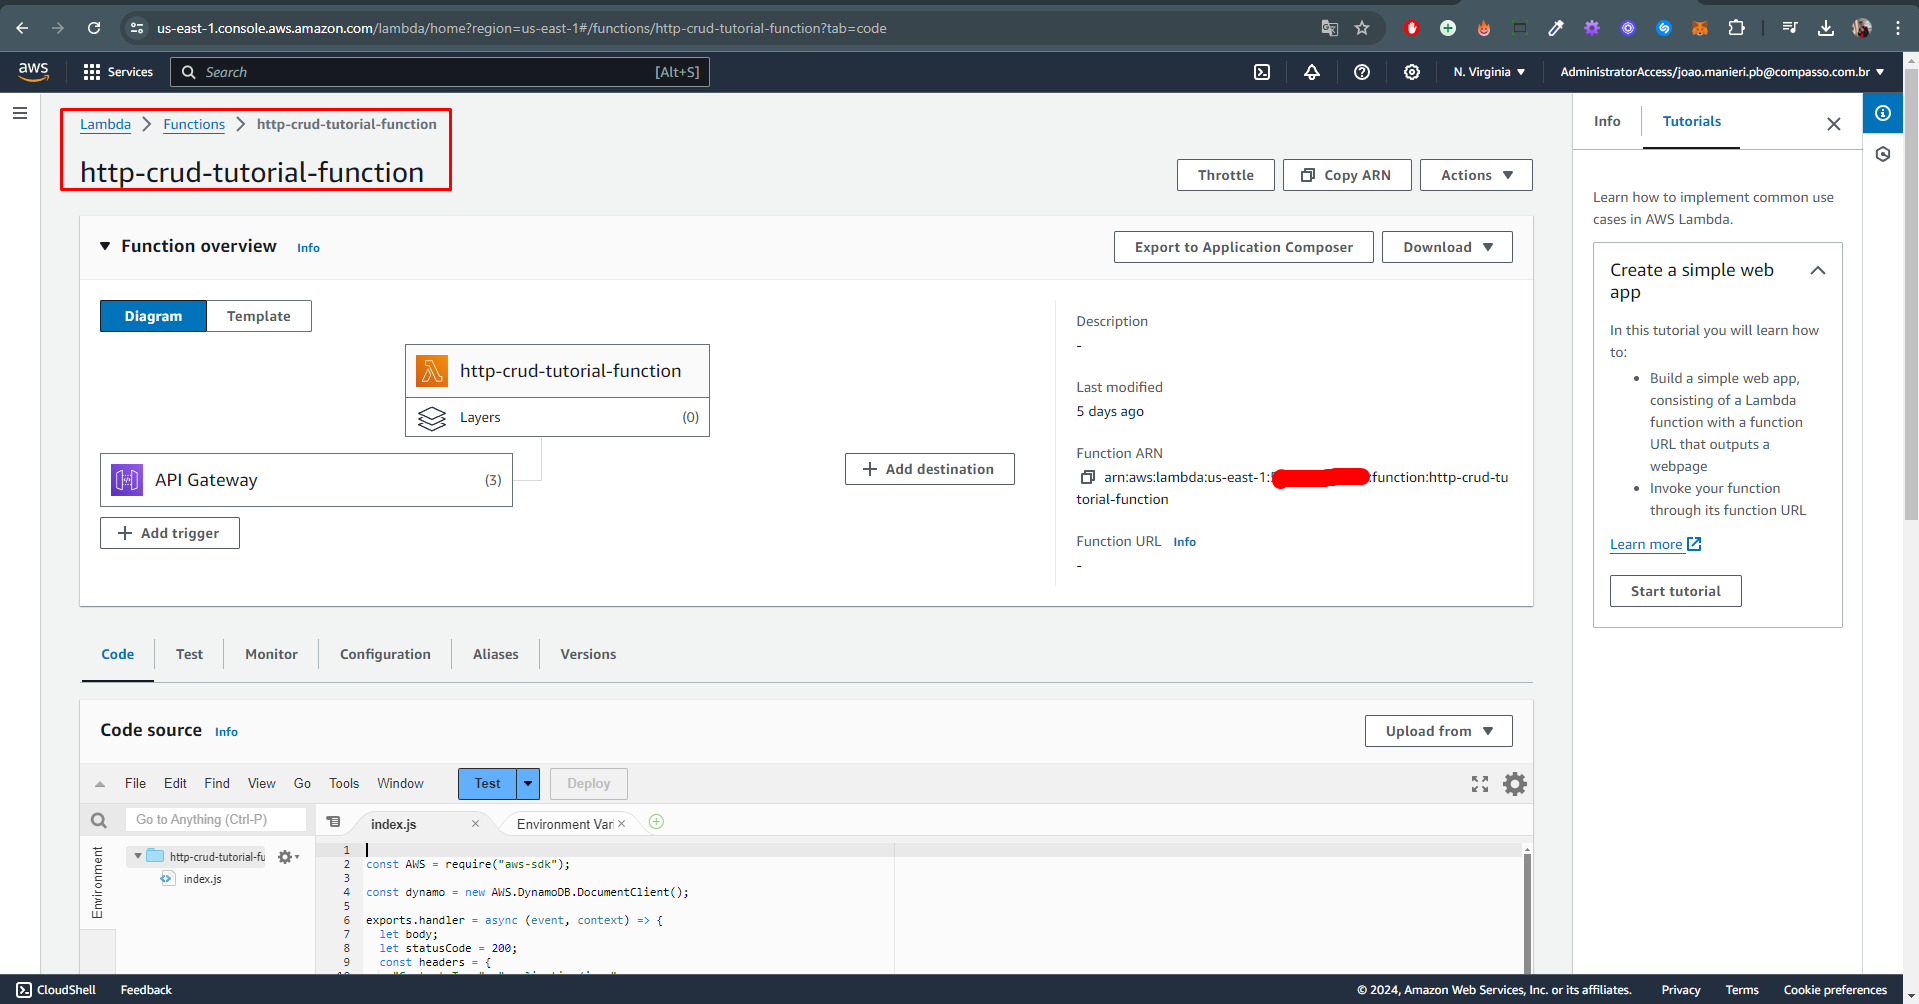 us-east-1.console.aws.amazon.com/lambda/home?region=us-east-1#/functions/http-crud-tutorial-function?tab=code
aws Services Search [Alt+S] N. Virginia AdministratorAccess/joao.manieri.pb@compasso.com.br
Lambda Functions http-crud-tutorial-function
http-crud-tutorial-function
Throttle Copy ARN Actions
Function overview Info
Export to Application Composer Download
Diagram Template
http-crud-tutorial-function
Layers (0)
API Gateway (3)
Add trigger
Add destination
Description
-
Last modified
5 days ago
Function ARN
arn:aws:lambda:us-east-1: :function:http-crud-tu
torial-function
Function URL Info
-
Code Test Monitor Configuration Aliases Versions
Code source Info
Upload from
File Edit Find View Go Tools Window Test Deploy
Go to Anything (Ctrl-P)
index.js Environment Vari
Environment
http-crud-tutorial-fu
index.js
1
2 const AWS = require("aws-sdk");
3
4 const dynamo = new AWS.DynamoDB.DocumentClient();
5
6 exports.handler = async (event, context) => {
7 let body;
8 let statusCode = 200;
9 const headers = {
Info Tutorials
Learn how to implement common use
cases in AWS Lambda.
Create a simple web
app
In this tutorial you will learn how
to:
Build a simple web app,
consisting of a Lambda
function with a function
URL that outputs a
webpage
Invoke your function
through its function URL
Learn more
Start tutorial
CloudShell Feedback © 2024, Amazon Web Services, Inc. or its affiliates. Privacy Terms Cookie preferences